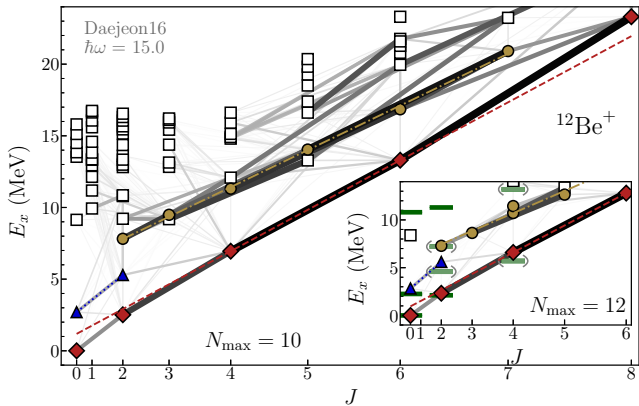 Daejeon16
ℏω = 15.0
¹²Be⁺
N_max = 10
E_x (MeV)
20
15
10
5
0
0 1 2 3 4 5 6 7 8
J
E_x (MeV)
10
5
0
N_max = 12
0 1 2 3 4 5 6
J